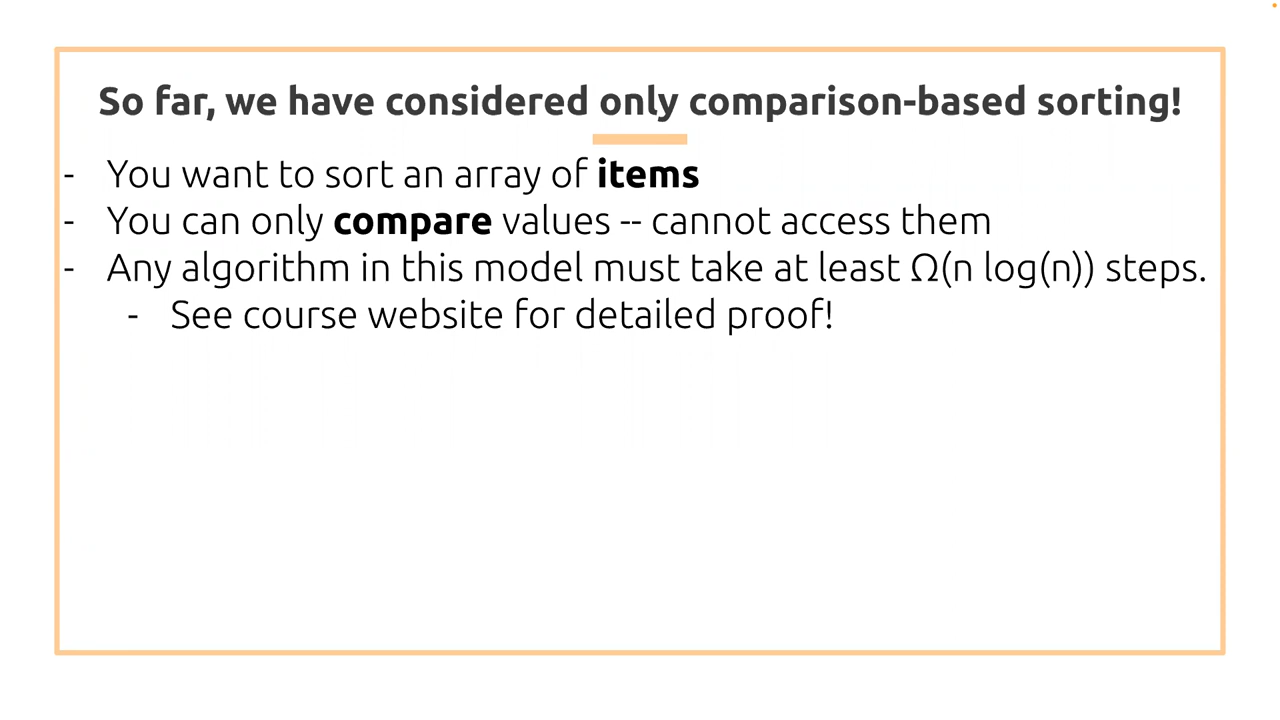 So far, we have considered only comparison-based sorting!
- You want to sort an array of items
- You can only compare values -- cannot access them
- Any algorithm in this model must take at least Ω(n log(n)) steps.
- See course website for detailed proof!